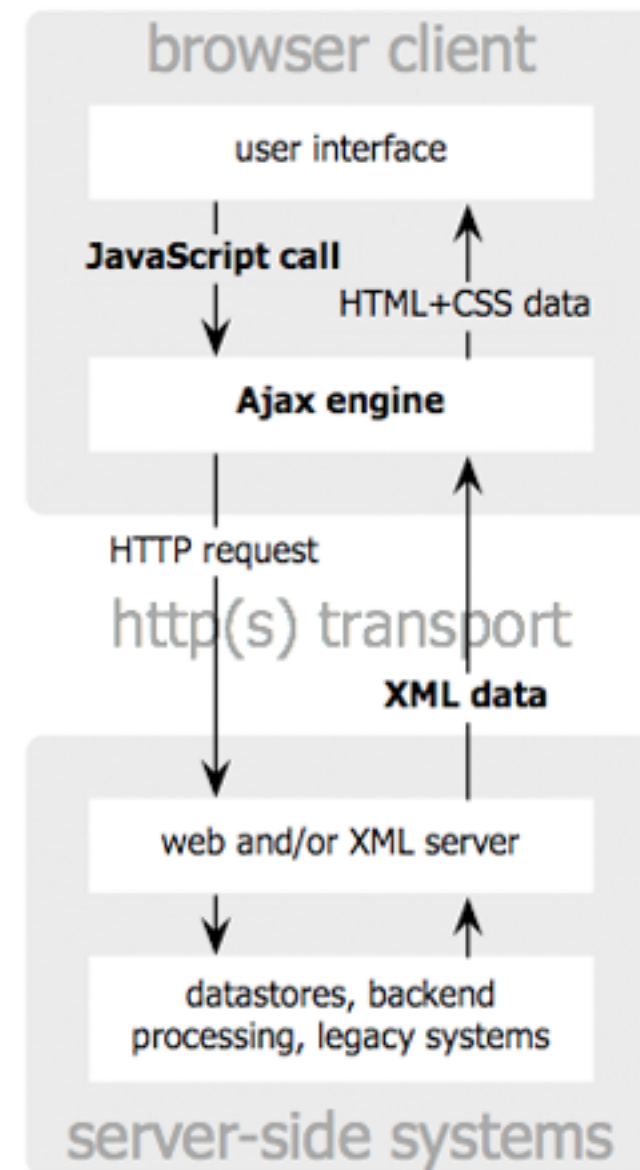 browser client
user interface
JavaScript call
HTML+CSS data
Ajax engine
HTTP request
http(s) transport
XML data
web and/or XML server
datastores, backend
processing, legacy systems
server-side systems